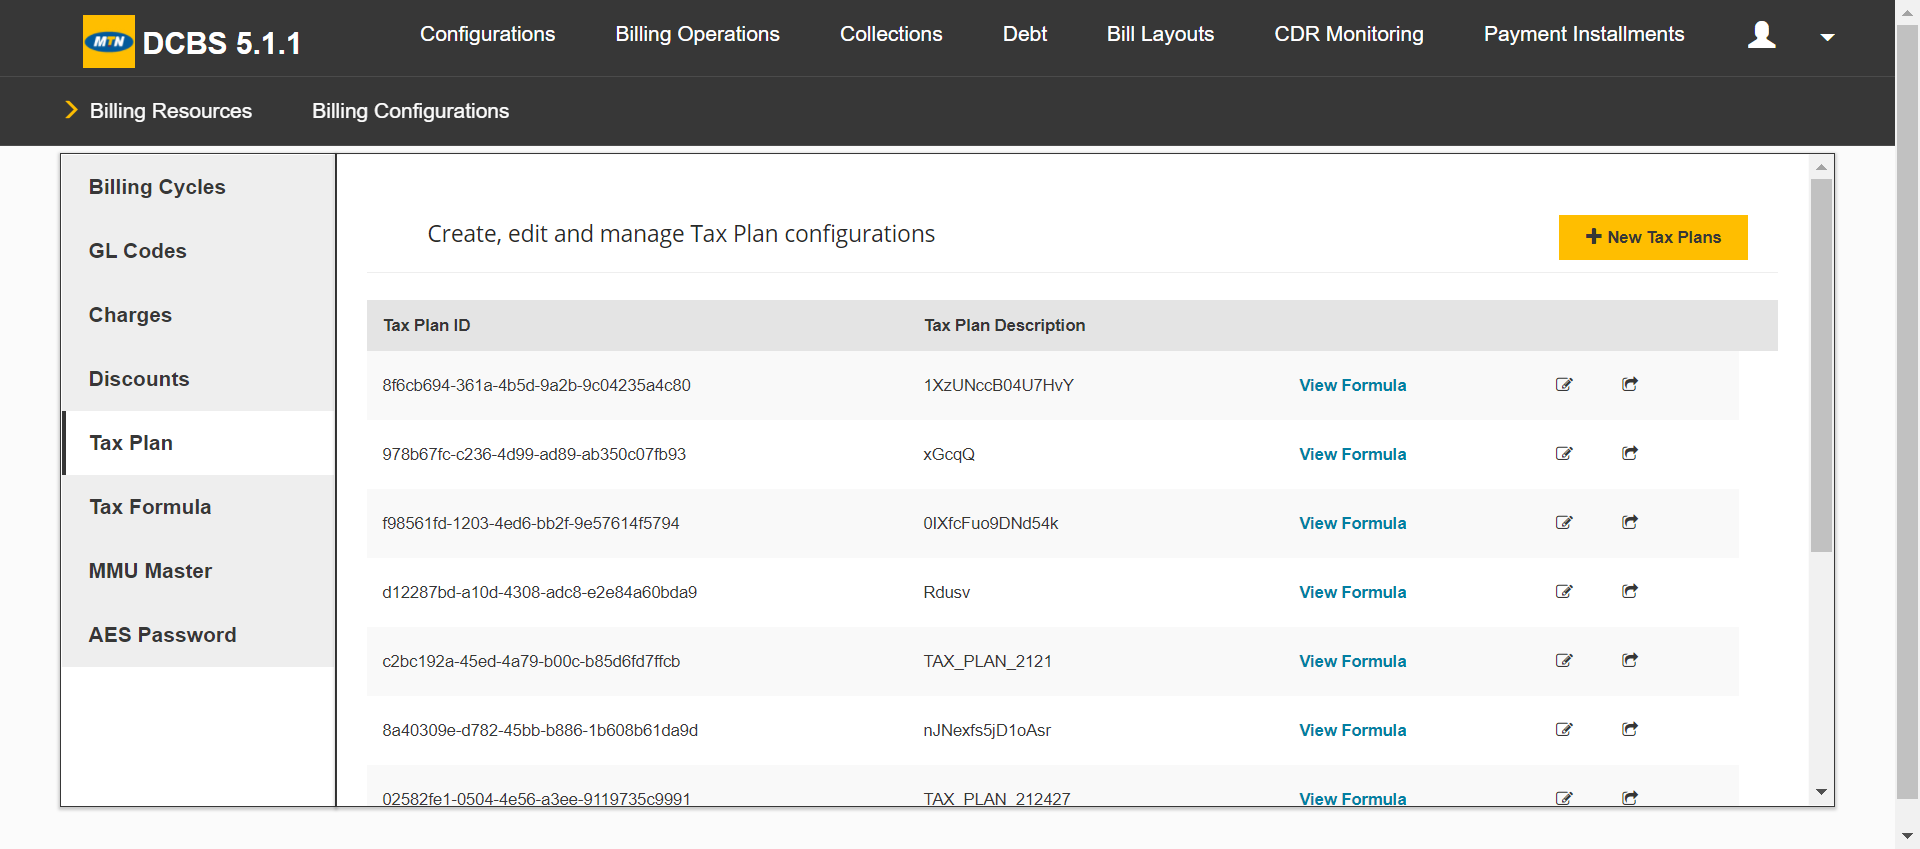 MTN DCBS 5.1.1
Configurations Billing Operations Collections Debt Bill Layouts CDR Monitoring Payment Installments
Billing Resources Billing Configurations
Billing Cycles
GL Codes
Charges
Discounts
Tax Plan
Tax Formula
MMU Master
AES Password
Create, edit and manage Tax Plan configurations
New Tax Plans
Tax Plan ID Tax Plan Description
8f6cb694-361a-4b5d-9a2b-9c04235a4c80 1XzUNccB04U7HvY View Formula
978b67fc-c236-4d99-ad89-ab350c07fb93 xGcqQ View Formula
f98561fd-1203-4ed6-bb2f-9e57614f5794 0IXfcFuo9DNd54k View Formula
d12287bd-a10d-4308-adc8-e2e84a60bda9 Rdusv View Formula
c2bc192a-45ed-4a79-b00c-b85d6fd7ffcb TAX_PLAN_2121 View Formula
8a40309e-d782-45bb-b886-1b608b61da9d nJNexfs5jD1oAsr View Formula
02582fe1-0504-4e56-a3ee-9119735c9991 TAX_PLAN_212427 View Formula